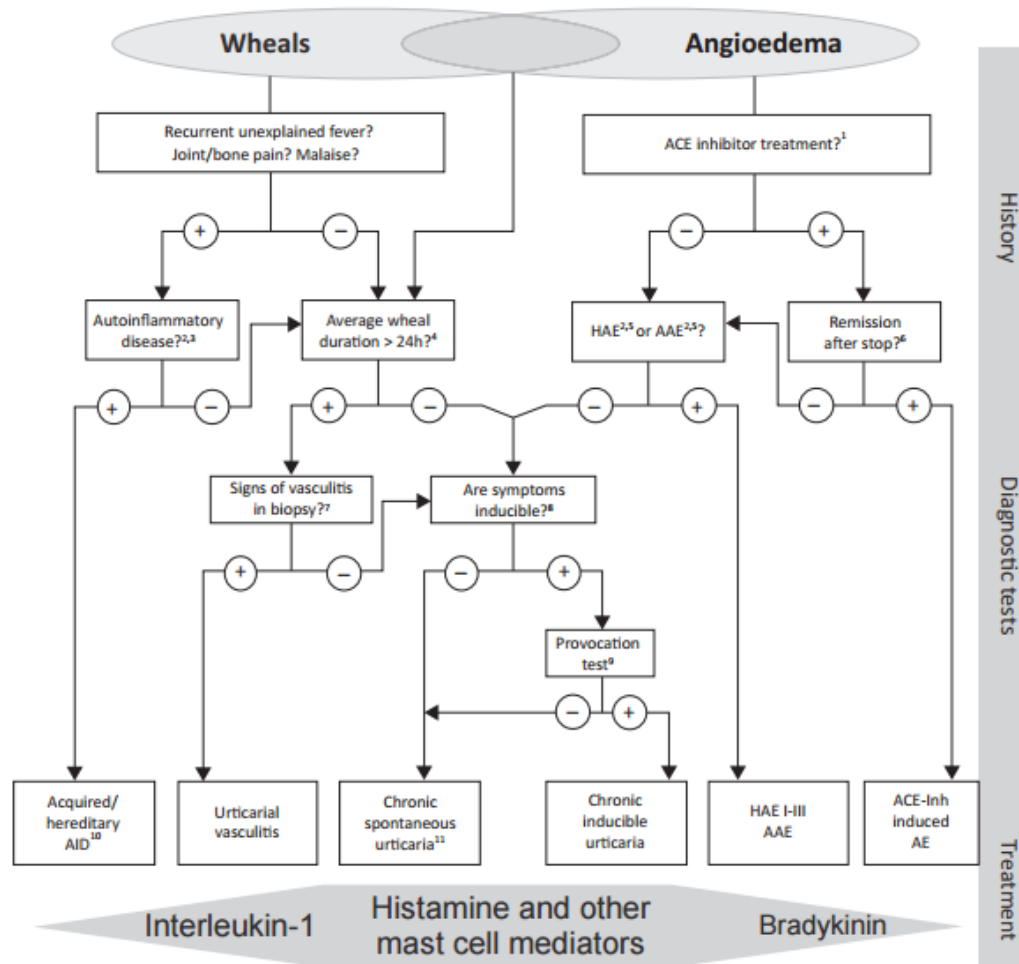 Wheals
Angioedema
Recurrent unexplained fever?
Joint/bone pain? Malaise?
ACE inhibitor treatment?¹
History
+
−
−
+
Autoinflammatory
disease?²,³
Average wheal
duration > 24h?⁴
HAE²,⁵ or AAE²,⁵?
Remission
after stop?⁶
+
−
+
−
−
+
−
+
Signs of vasculitis
in biopsy?⁷
Are symptoms
inducible?⁸
Diagnostic tests
+
−
−
+
Provocation
test⁹
−
+
Acquired/
hereditary
AID¹⁰
Urticarial
vasculitis
Chronic
spontaneous
urticaria¹¹
Chronic
inducible
urticaria
HAE I-III
AAE
ACE-Inh
induced
AE
Treatment
Interleukin-1
Histamine and other
mast cell mediators
Bradykinin